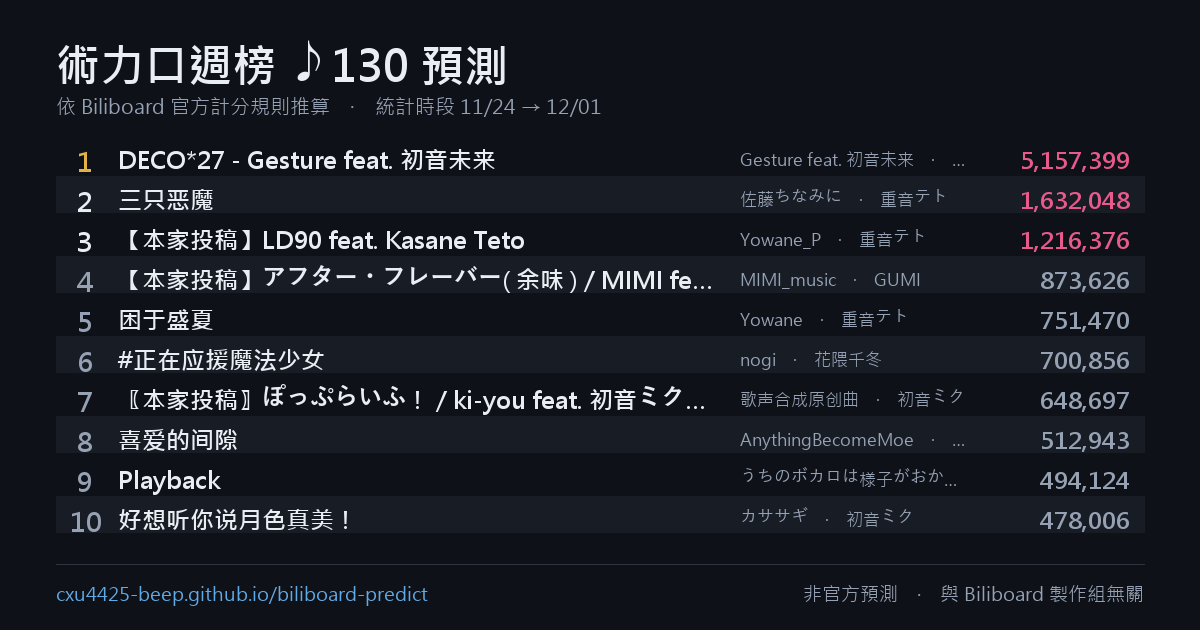 術力口週榜 ♪130 預測
依 Biliboard 官方計分規則推算 · 統計時段 11/24 → 12/01
1 DECO*27 - Gesture feat. 初音未来 Gesture feat. 初音未来 · ... 5,157,399
2 三只恶魔 佐藤ちなみに · 重音テト 1,632,048
3 【本家投稿】LD90 feat. Kasane Teto Yowane_P · 重音テト 1,216,376
4 【本家投稿】アフター・フレーバー(余味) / MIMI fe... MIMI_music · GUMI 873,626
5 困于盛夏 Yowane · 重音テト 751,470
6 #正在应援魔法少女 nogi · 花隈千冬 700,856
7 〖本家投稿〗ぽっぷらいふ！ / ki-you feat. 初音ミク... 歌声合成原创曲 · 初音ミク 648,697
8 喜爱的间隙 AnythingBecomeMoe · ... 512,943
9 Playback うちのボカロは様子がおか... 494,124
10 好想听你说月色真美！ カササギ · 初音ミク 478,006
cxu4425-beep.github.io/biliboard-predict 非官方預測 · 與 Biliboard 製作組無關